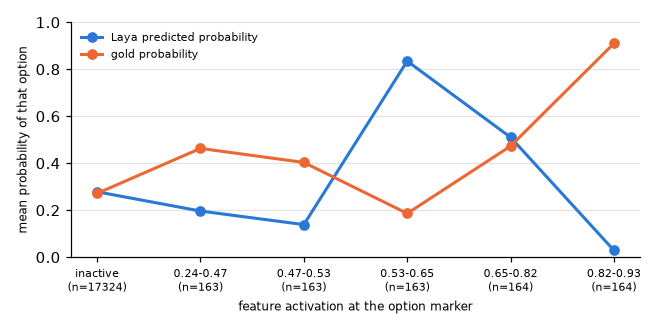 Laya predicted probability
gold probability
mean probability of that option
1.0
0.8
0.6
0.4
0.2
0.0
inactive 0.24-0.47 0.47-0.53 0.53-0.65 0.65-0.82 0.82-0.93
(n=17324) (n=163) (n=163) (n=163) (n=164) (n=164)
feature activation at the option marker